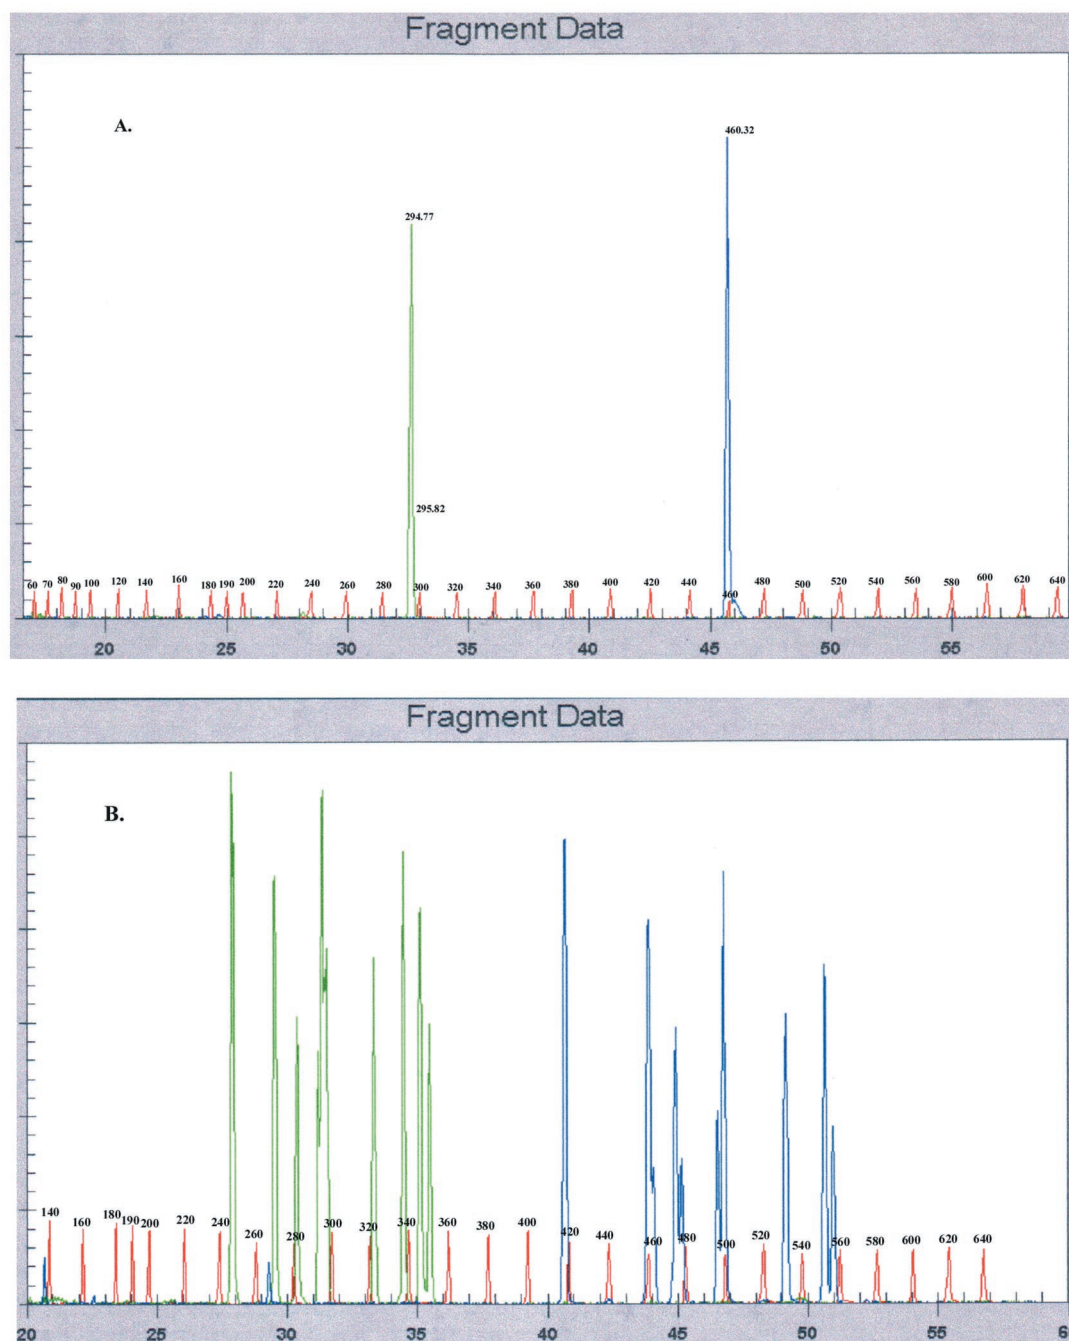 Fragment Data
A.
460.32
294.77
295.82
60 70 80 90 100 120 140 160 180 190 200 220 240 260 280 300 320 340 360 380 400 420 440 460 480 500 520 540 560 580 600 620 640
20 25 30 35 40 45 50 55
Fragment Data
B.
140 160 180 190 200 220 240 260 280 300 320 340 360 380 400 420 440 460 480 500 520 540 560 580 600 620 640
20 25 30 35 40 45 50 55